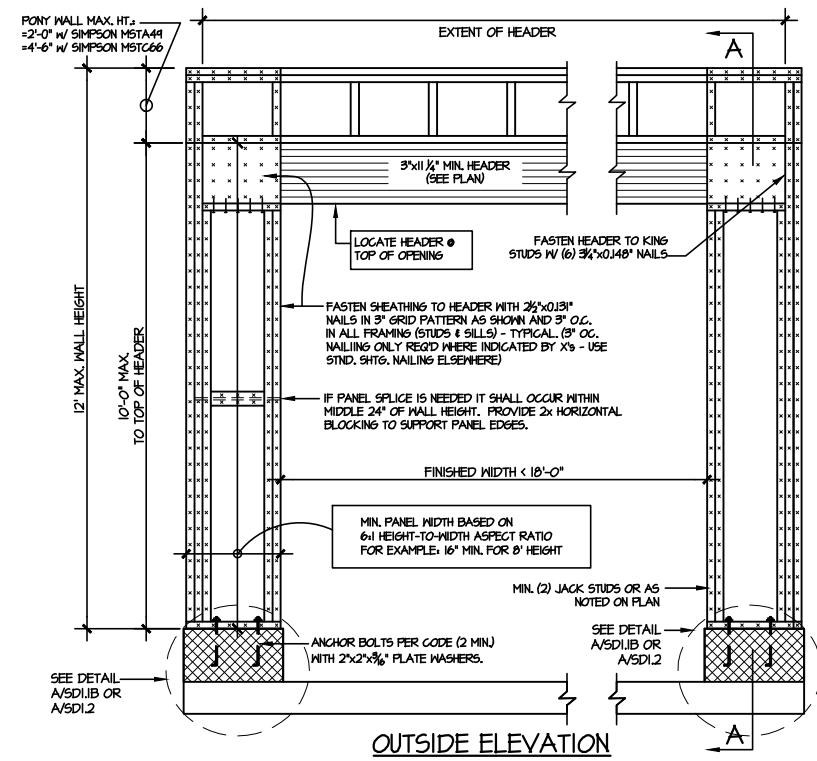 PONY WALL MAX. HT.:
=2'-0" W/ SIMPSON MSTA49
=4'-6" W/ SIMPSON MSTC66
EXTENT OF HEADER
A
3"x11 1/4" MIN. HEADER
(SEE PLAN)
LOCATE HEADER @
TOP OF OPENING
FASTEN HEADER TO KING
STUDS W/ (6) 3 1/4"x0.148" NAILS
12' MAX. WALL HEIGHT
10'-0" MAX.
TO TOP OF HEADER
FASTEN SHEATHING TO HEADER WITH 2 1/2"x0.131"
NAILS IN 3" GRID PATTERN AS SHOWN AND 3" O.C.
IN ALL FRAMING (STUDS & SILLS) - TYPICAL. (3" OC.
NAILIING ONLY REQ'D WHERE INDICATED BY X's - USE
STND. SHTG. NAILING ELSEWHERE)
IF PANEL SPLICE IS NEEDED IT SHALL OCCUR WITHIN
MIDDLE 24" OF WALL HEIGHT. PROVIDE 2x HORIZONTAL
BLOCKING TO SUPPORT PANEL EDGES.
FINISHED WIDTH < 18'-0"
MIN. PANEL WIDTH BASED ON
6:1 HEIGHT-TO-WIDTH ASPECT RATIO
FOR EXAMPLE: 16" MIN. FOR 8' HEIGHT
MIN. (2) JACK STUDS OR AS
NOTED ON PLAN
ANCHOR BOLTS PER CODE (2 MIN.)
WITH 2"x2"x3/16" PLATE WASHERS.
SEE DETAIL
A/SD1.1B OR
A/SD1.2
SEE DETAIL
A/SD1.1B OR
A/SD1.2
A
OUTSIDE ELEVATION